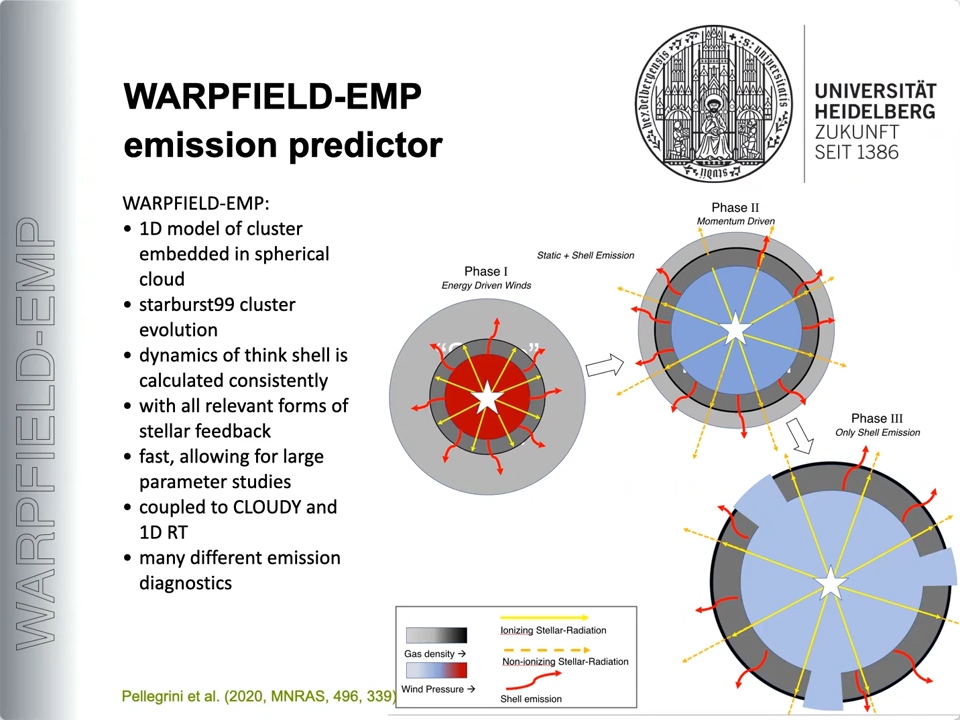 WARPFIELD-EMP
WARPFIELD-EMP
emission predictor
UNIVERSITÄT
HEIDELBERG
ZUKUNFT
SEIT 1386
WARPFIELD-EMP:
• 1D model of cluster
embedded in spherical
cloud
• starburst99 cluster
evolution
• dynamics of think shell is
calculated consistently
• with all relevant forms of
stellar feedback
• fast, allowing for large
parameter studies
• coupled to CLOUDY and
1D RT
• many different emission
diagnostics
Pellegrini et al. (2020, MNRAS, 496, 339)
Phase I
Energy Driven Winds
Static + Shell Emission
Phase II
Momentum Driven
Phase III
Only Shell Emission
Gas density →
Wind Pressure →
Ionizing Stellar-Radiation
Non-ionizing Stellar-Radiation
Shell emission